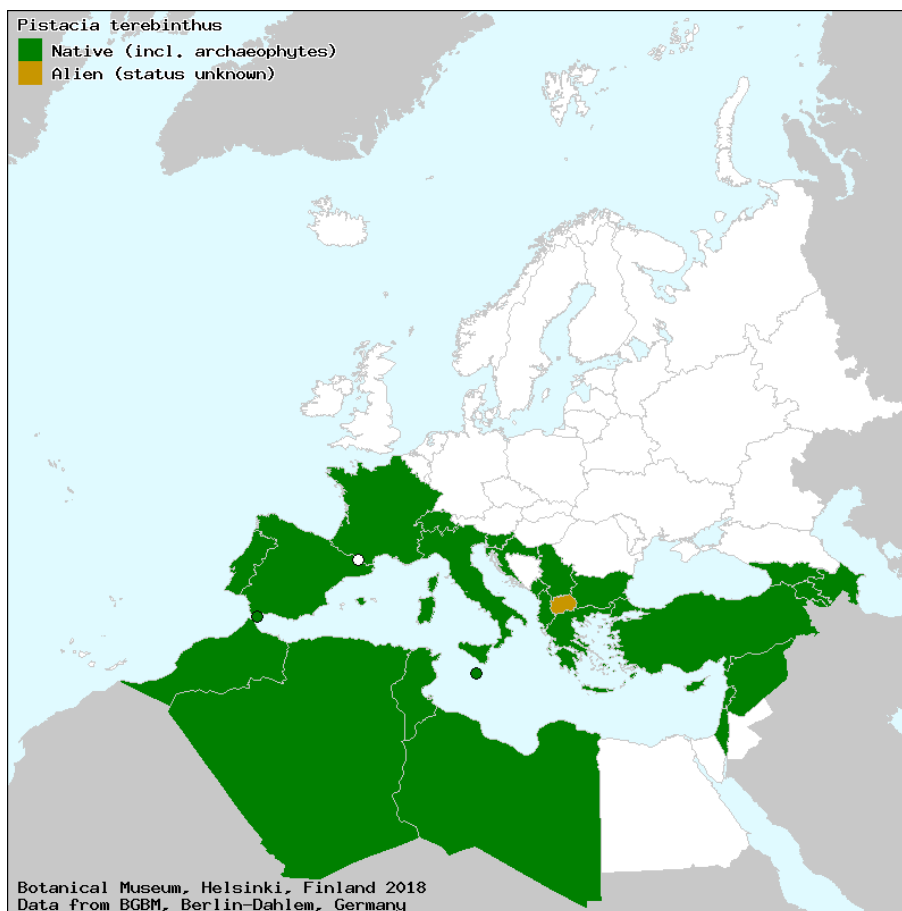 Pistacia terebinthus
Native (incl. archaeophytes)
Alien (status unknown)
Botanical Museum, Helsinki, Finland 2018
Data from BGBM, Berlin-Dahlem, Germany